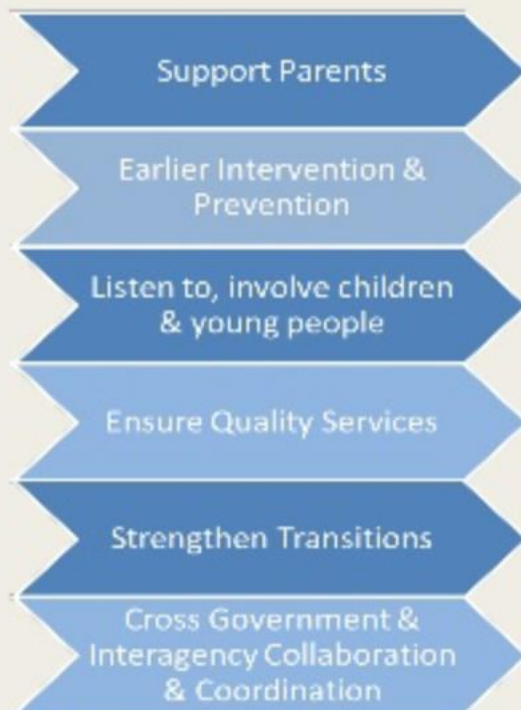 Support Parents
Earlier Intervention &
Prevention
Listen to, involve children
& young people
Ensure Quality Services
Strengthen Transitions
Cross Government &
Interagency Collaboration
& Coordination